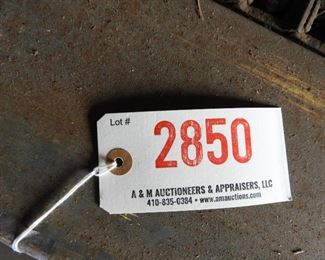 Lot #
2850
A & M AUCTIONEERS & APPRAISERS, LLC
410-835-0384 • www.amauctions.com